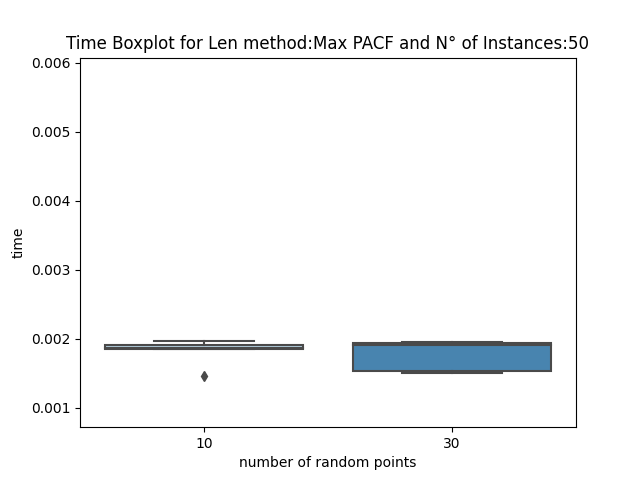 Time Boxplot for Len method:Max PACF and N° of Instances:50
0.006
0.005
0.004
0.003
0.002
0.001
time
10
30
number of random points